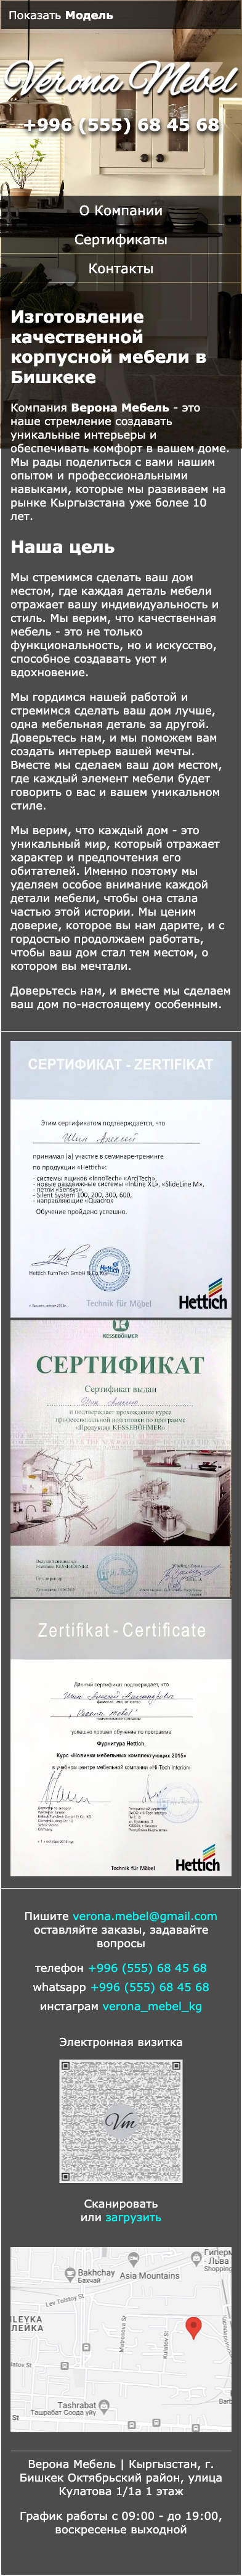 Показать Модель
Verona Mebel
+996 (555) 68 45 68
О Компании
Сертификаты
Контакты
Изготовление
качественной
корпусной мебели в
Бишкеке
Компания Верона Мебель - это
наше стремление создавать
уникальные интерьеры и
обеспечивать комфорт в вашем доме.
Мы рады поделиться с вами нашим
опытом и профессиональными
навыками, которые мы развиваем на
рынке Кыргызстана уже более 10
лет.
Наша цель
Мы стремимся сделать ваш дом
местом, где каждая деталь мебели
отражает вашу индивидуальность и
стиль. Мы верим, что качественная
мебель - это не только
функциональность, но и искусство,
способное создавать уют и
вдохновение.
Мы гордимся нашей работой и
стремимся сделать ваш дом лучше,
одна мебельная деталь за другой.
Доверьтесь нам, и мы поможем вам
создать интерьер вашей мечты.
Вместе мы сделаем ваш дом местом,
где каждый элемент мебели будет
говорить о вас и вашем уникальном
стиле.
Мы верим, что каждый дом - это
уникальный мир, который отражает
характер и предпочтения его
обитателей. Именно поэтому мы
уделяем особое внимание каждой
детали мебели, чтобы она стала
частью этой истории. Мы ценим
доверие, которое вы нам дарите, и с
гордостью продолжаем работать,
чтобы ваш дом стал тем местом, о
котором вы мечтали.
Доверьтесь нам, и вместе мы сделаем
ваш дом по-настоящему особенным.
СЕРТИФИКАТ - ZERTIFIKAT
Этим сертификатом подтверждается, что
Шин Алексей
принимал (а) участие в семинаре-тренинге
по продукции «Hettich»:
- системы ящиков «InnoTech» «ArciTech»,
- новые раздвижные системы «InLine XL», «SlideLine M»,
- петли «Sensys»,
- Silent System 100, 200, 300, 600,
- направляющие «Quadro»
Обучение пройдено успешно.
Hettich FurnTech GmbH & Co. KG
Technik für Möbel
Hettich
KESSEBÖHMER
СЕРТИФИКАТ
Сертификат выдан
и подтверждает прохождение курса
профессиональной подготовки по программе
«Продукция KESSEBÖHMER»
Zertifikat - Certificate
Данный сертификат подтверждает, что
"Verona Mebel"
успешно прошел обучение по программе
Фурнитура Hettich.
Курс «Новинки мебельных комплектующих 2015»
в учебном центре мебельной компании «Hi-Tech Interior»
Technik für Möbel
Hettich
Пишите verona.mebel@gmail.com
оставляйте заказы, задавайте
вопросы
телефон +996 (555) 68 45 68
whatsapp +996 (555) 68 45 68
инстаграм verona_mebel_kg
Электронная визитка
Vm
Сканировать
или загрузить
Гиперм
- Льва
Shopping
Bakhchay
Бахчай
Asia Mountains
Lev Tolstoy St
Lev Tolstoy St
ILEYKA
ЛЕЙКА
Matrosova St
Kulatov St
Barb
Tashrabat
Ташрабат Соода үйү
Верона Мебель | Кыргызстан, г.
Бишкек Октябрьский район, улица
Кулатова 1/1а 1 этаж
График работы с 09:00 - до 19:00,
воскресенье выходной